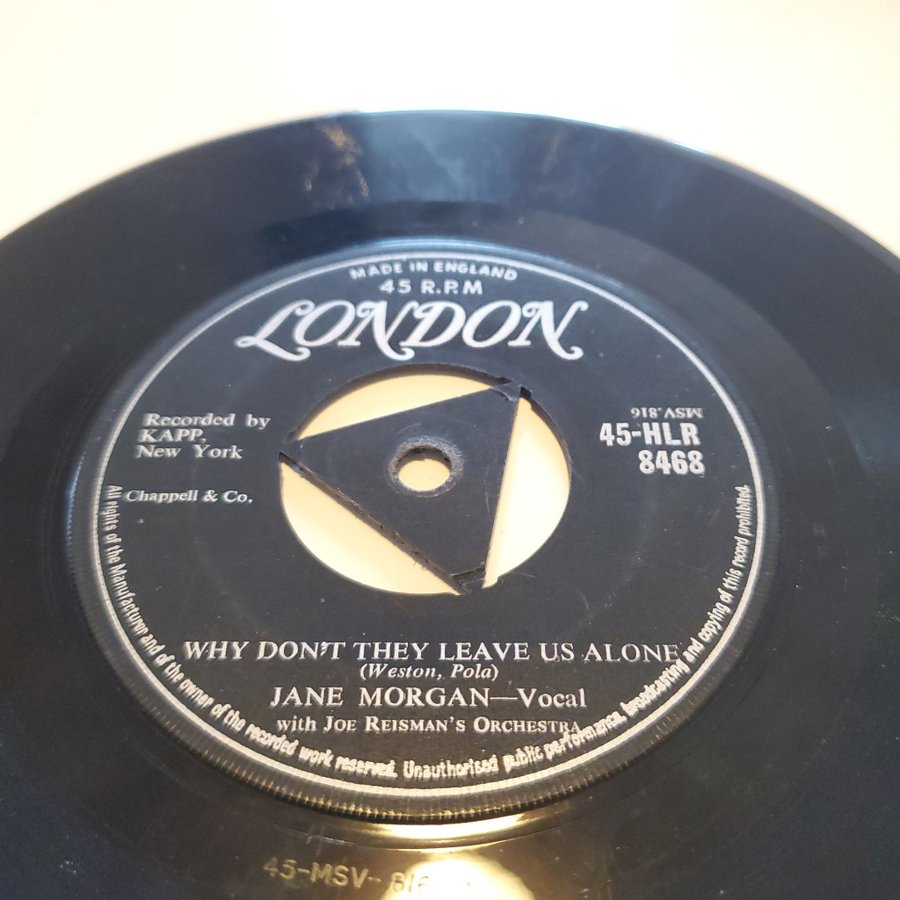 MADE IN ENGLAND
45 R.P.M
LONDON
Recorded by
KAPP,
New York
MSV.816
45-HLR
8468
Chappell & Co.
WHY DON'T THEY LEAVE US ALONE
(Weston, Pola)
JANE MORGAN—Vocal
with JOE REISMAN'S ORCHESTRA
All rights of the Manufacturer and of the owner of the recorded work reserved. Unauthorised public performance, broadcasting and copying of this record prohibited.
45-MSV- 816